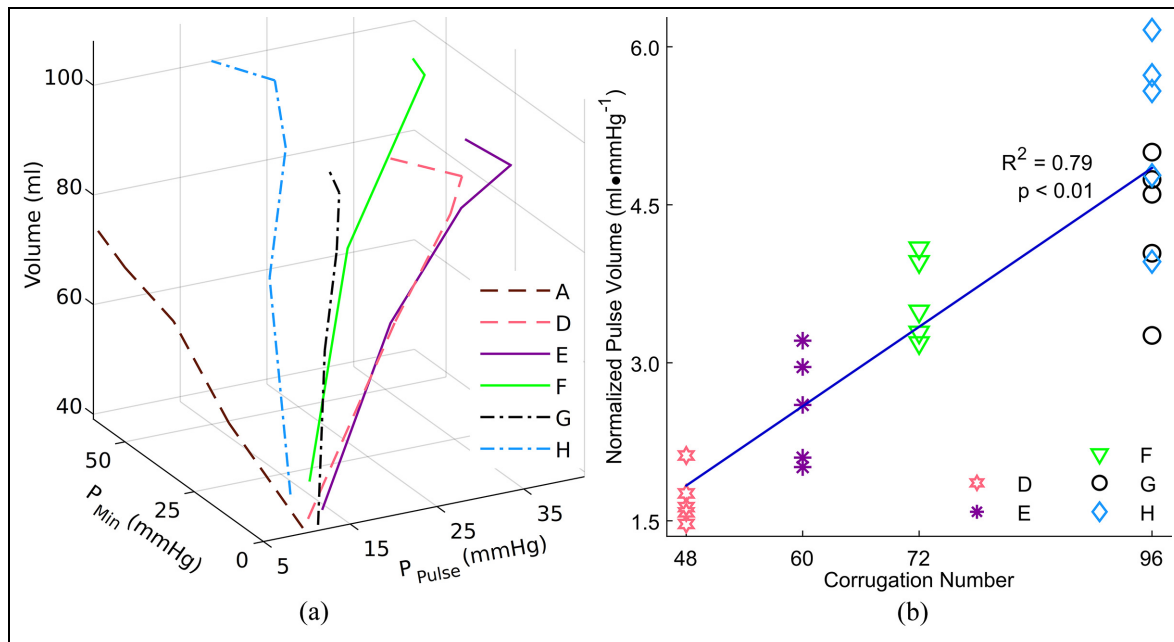 100
80
60
40
Volume (ml)
50
25
0
P_Min (mmHg)
5
15
25
35
P_Pulse (mmHg)
A
D
E
F
G
H
(a)
6.0
4.5
3.0
1.5
Normalized Pulse Volume (ml●mmHg⁻¹)
R² = 0.79
p < 0.01
D
E
F
G
H
48
60
72
96
Corrugation Number
(b)